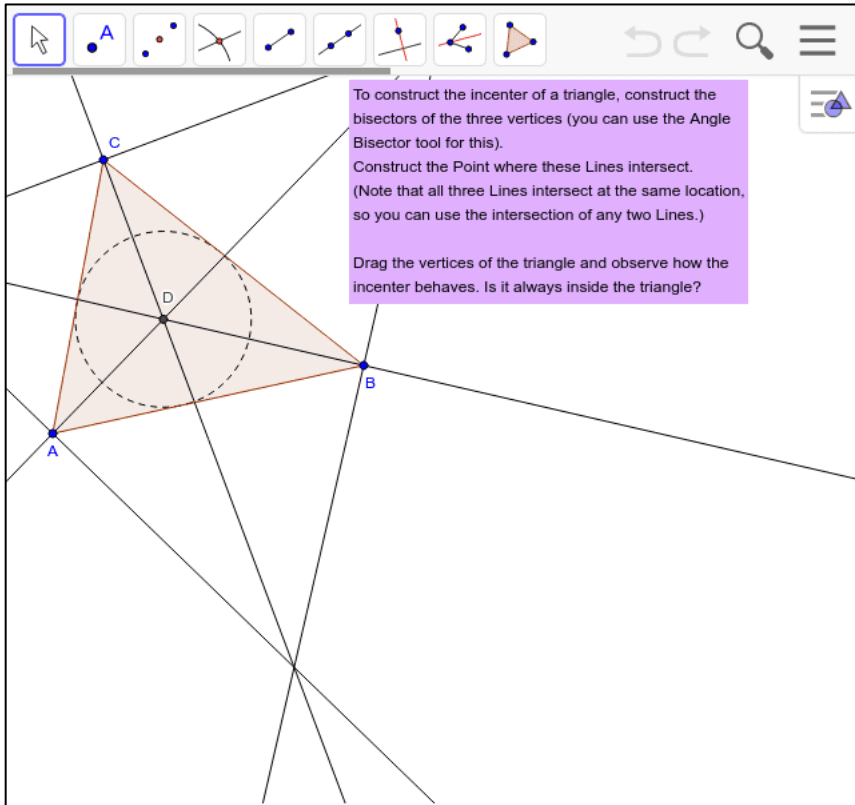 A
To construct the incenter of a triangle, construct the
bisectors of the three vertices (you can use the Angle
Bisector tool for this).
Construct the Point where these Lines intersect.
(Note that all three Lines intersect at the same location,
so you can use the intersection of any two Lines.)
Drag the vertices of the triangle and observe how the
incenter behaves. Is it always inside the triangle?
C
D
B
A